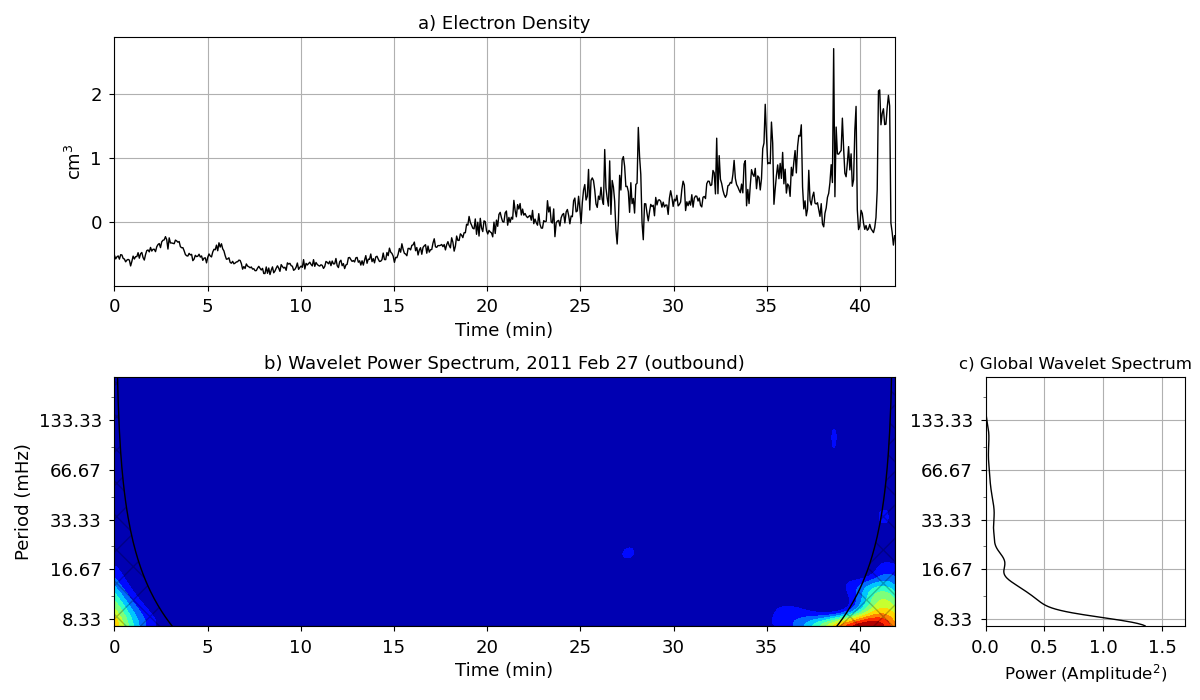 a) Electron Density
cm³
2
1
0
0 5 10 15 20 25 30 35 40
Time (min)
b) Wavelet Power Spectrum, 2011 Feb 27 (outbound)
Period (mHz)
133.33
66.67
33.33
16.67
8.33
0 5 10 15 20 25 30 35 40
Time (min)
c) Global Wavelet Spectrum
133.33
66.67
33.33
16.67
8.33
0.0 0.5 1.0 1.5
Power (Amplitude²)